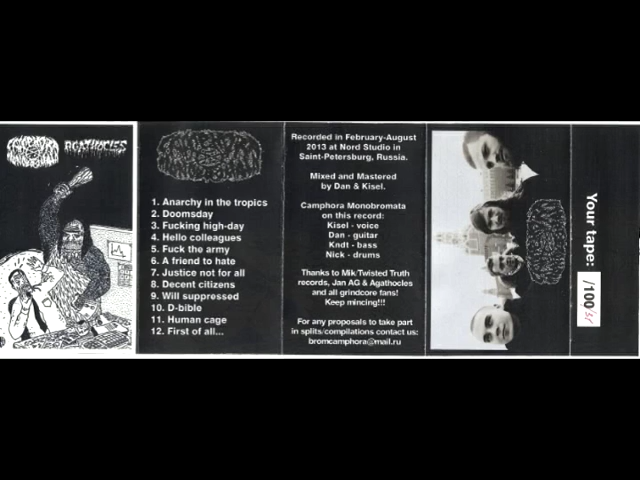 AGATHOCLES
1. Anarchy in the tropics
2. Doomsday
3. Fucking high-day
4. Hello colleagues
5. Fuck the army
6. A friend to hate
7. Justice not for all
8. Decent citizens
9. Will suppressed
10. D-bible
11. Human cage
12. First of all...
Recorded in February-August
2013 at Nord Studio in
Saint-Petersburg, Russia.
Mixed and Mastered
by Dan & Kisel.
Camphora Monobromata
on this record:
Kisel - voice
Dan - guitar
Kndt - bass
Nick - drums
Thanks to Mik/Twisted Truth
records, Jan AG & Agathocles
and all grindcore fans!
Keep mincing!!!
For any proposals to take part
in splits/compilations contact us:
bromcamphora@mail.ru
Your tape:
/100